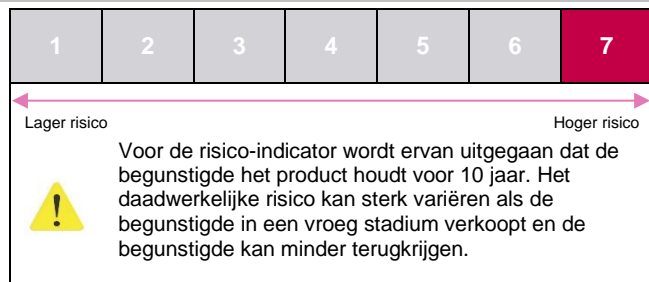 1 2 3 4 5 6 7
Lager risico Hoger risico
Voor de risico-indicator wordt ervan uitgegaan dat de
begunstigde het product houdt voor 10 jaar. Het
daadwerkelijke risico kan sterk variëren als de
begunstigde in een vroeg stadium verkoopt en de
begunstigde kan minder terugkrijgen.